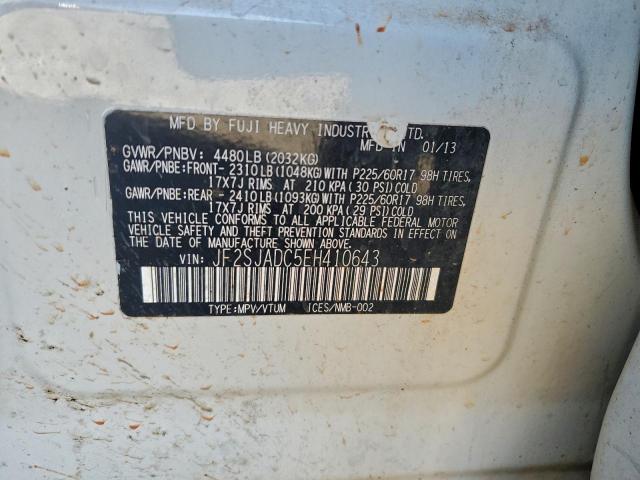 MFD BY FUJI HEAVY INDUSTRIES LTD.
MFD IN 01/13
GVWR/PNBV: 4480LB (2032KG)
GAWR/PNBE:FRONT- 2310LB (1048KG) WITH P225/60R17 98H TIRES,
17X7J RIMS AT 210 KPA (30 PSI) COLD
GAWR/PNBE:REAR - 2410LB (1093KG) WITH P225/60R17 98H TIRES,
17X7J RIMS AT 200 KPA (29 PSI) COLD
THIS VEHICLE CONFORMS TO ALL APPLICABLE FEDERAL MOTOR
VEHICLE SAFETY AND THEFT PREVENTION STANDARDS IN EFFECT
ON THE DATE OF MANUFACTURE SHOWN ABOVE.
VIN: JF2SJADC5EH410643
TYPE:MPV/VTUM ICES/NMB-002